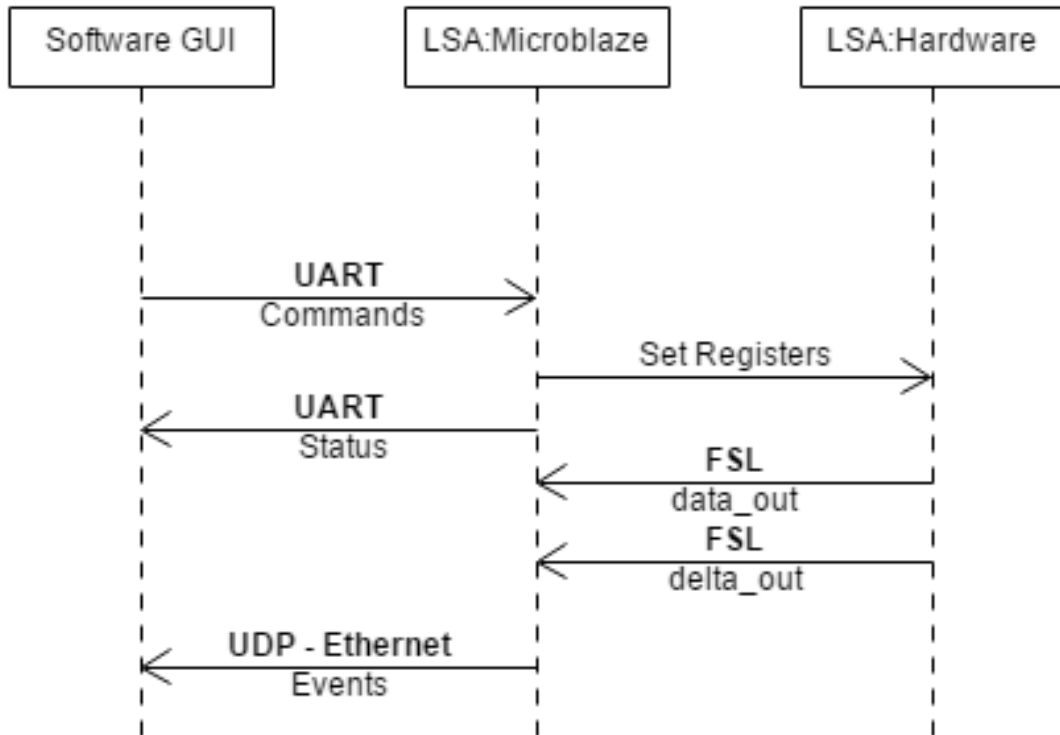 Software GUI
LSA:Microblaze
LSA:Hardware
UART
Commands
Set Registers
UART
Status
FSL
data_out
FSL
delta_out
UDP - Ethernet
Events